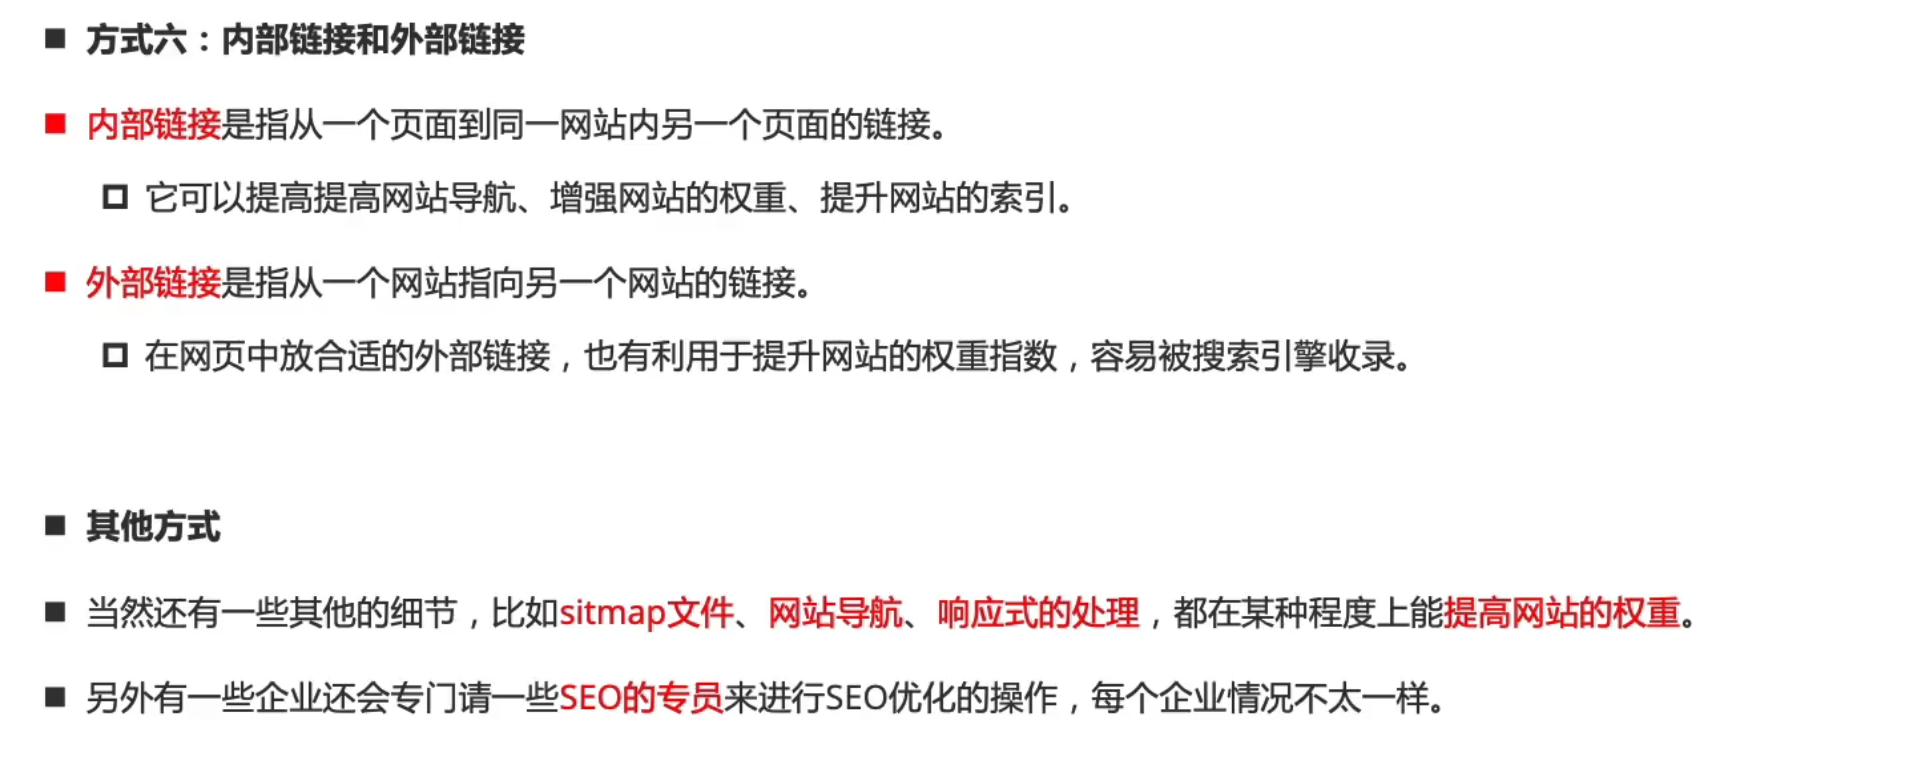 方式六：内部链接和外部链接
内部链接是指从一个页面到同一网站内另一个页面的链接。
它可以提高提高网站导航、增强网站的权重、提升网站的索引。
外部链接是指从一个网站指向另一个网站的链接。
在网页中放合适的外部链接，也有利用于提升网站的权重指数，容易被搜索引擎收录。
其他方式
当然还有一些其他的细节，比如sitmap文件、网站导航、响应式的处理，都在某种程度上能提高网站的权重。
另外有一些企业还会专门请一些SEO的专员来进行SEO优化的操作，每个企业情况不太一样。